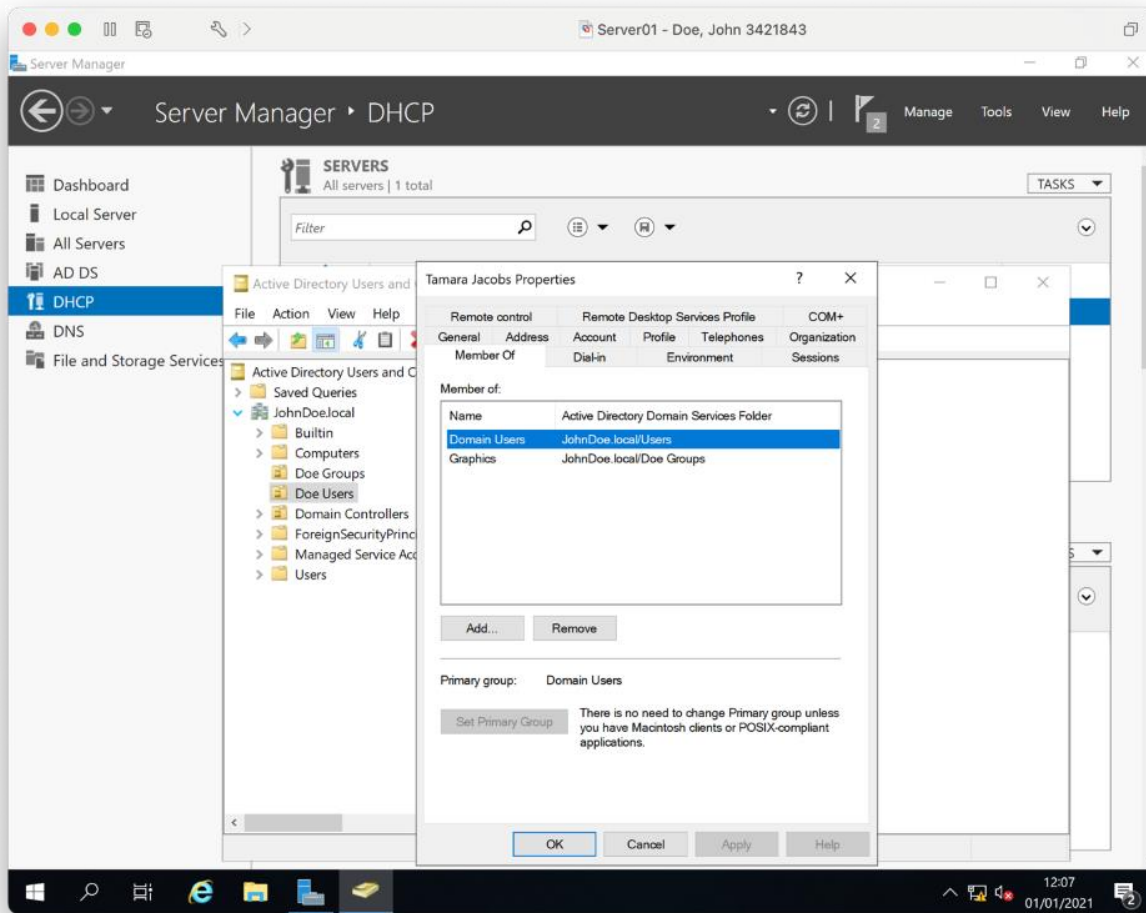 Server01 - Doe, John 3421843
Server Manager
Server Manager • DHCP
2
Manage Tools View Help
Dashboard
Local Server
All Servers
AD DS
DHCP
DNS
File and Storage Services
SERVERS
All servers | 1 total
TASKS
Filter
Active Directory Users and
File Action View Help
Active Directory Users and C
Saved Queries
JohnDoe.local
Builtin
Computers
Doe Groups
Doe Users
Domain Controllers
ForeignSecurityPrinc
Managed Service Acc
Users
Tamara Jacobs Properties
Remote control Remote Desktop Services Profile COM+
General Address Account Profile Telephones Organization
Member Of Dial-in Environment Sessions
Member of:
Name Active Directory Domain Services Folder
Domain Users JohnDoe.local/Users
Graphics JohnDoe.local/Doe Groups
Add... Remove
Primary group: Domain Users
Set Primary Group
There is no need to change Primary group unless
you have Macintosh clients or POSIX-compliant
applications.
OK Cancel Apply Help
12:07
01/01/2021
2